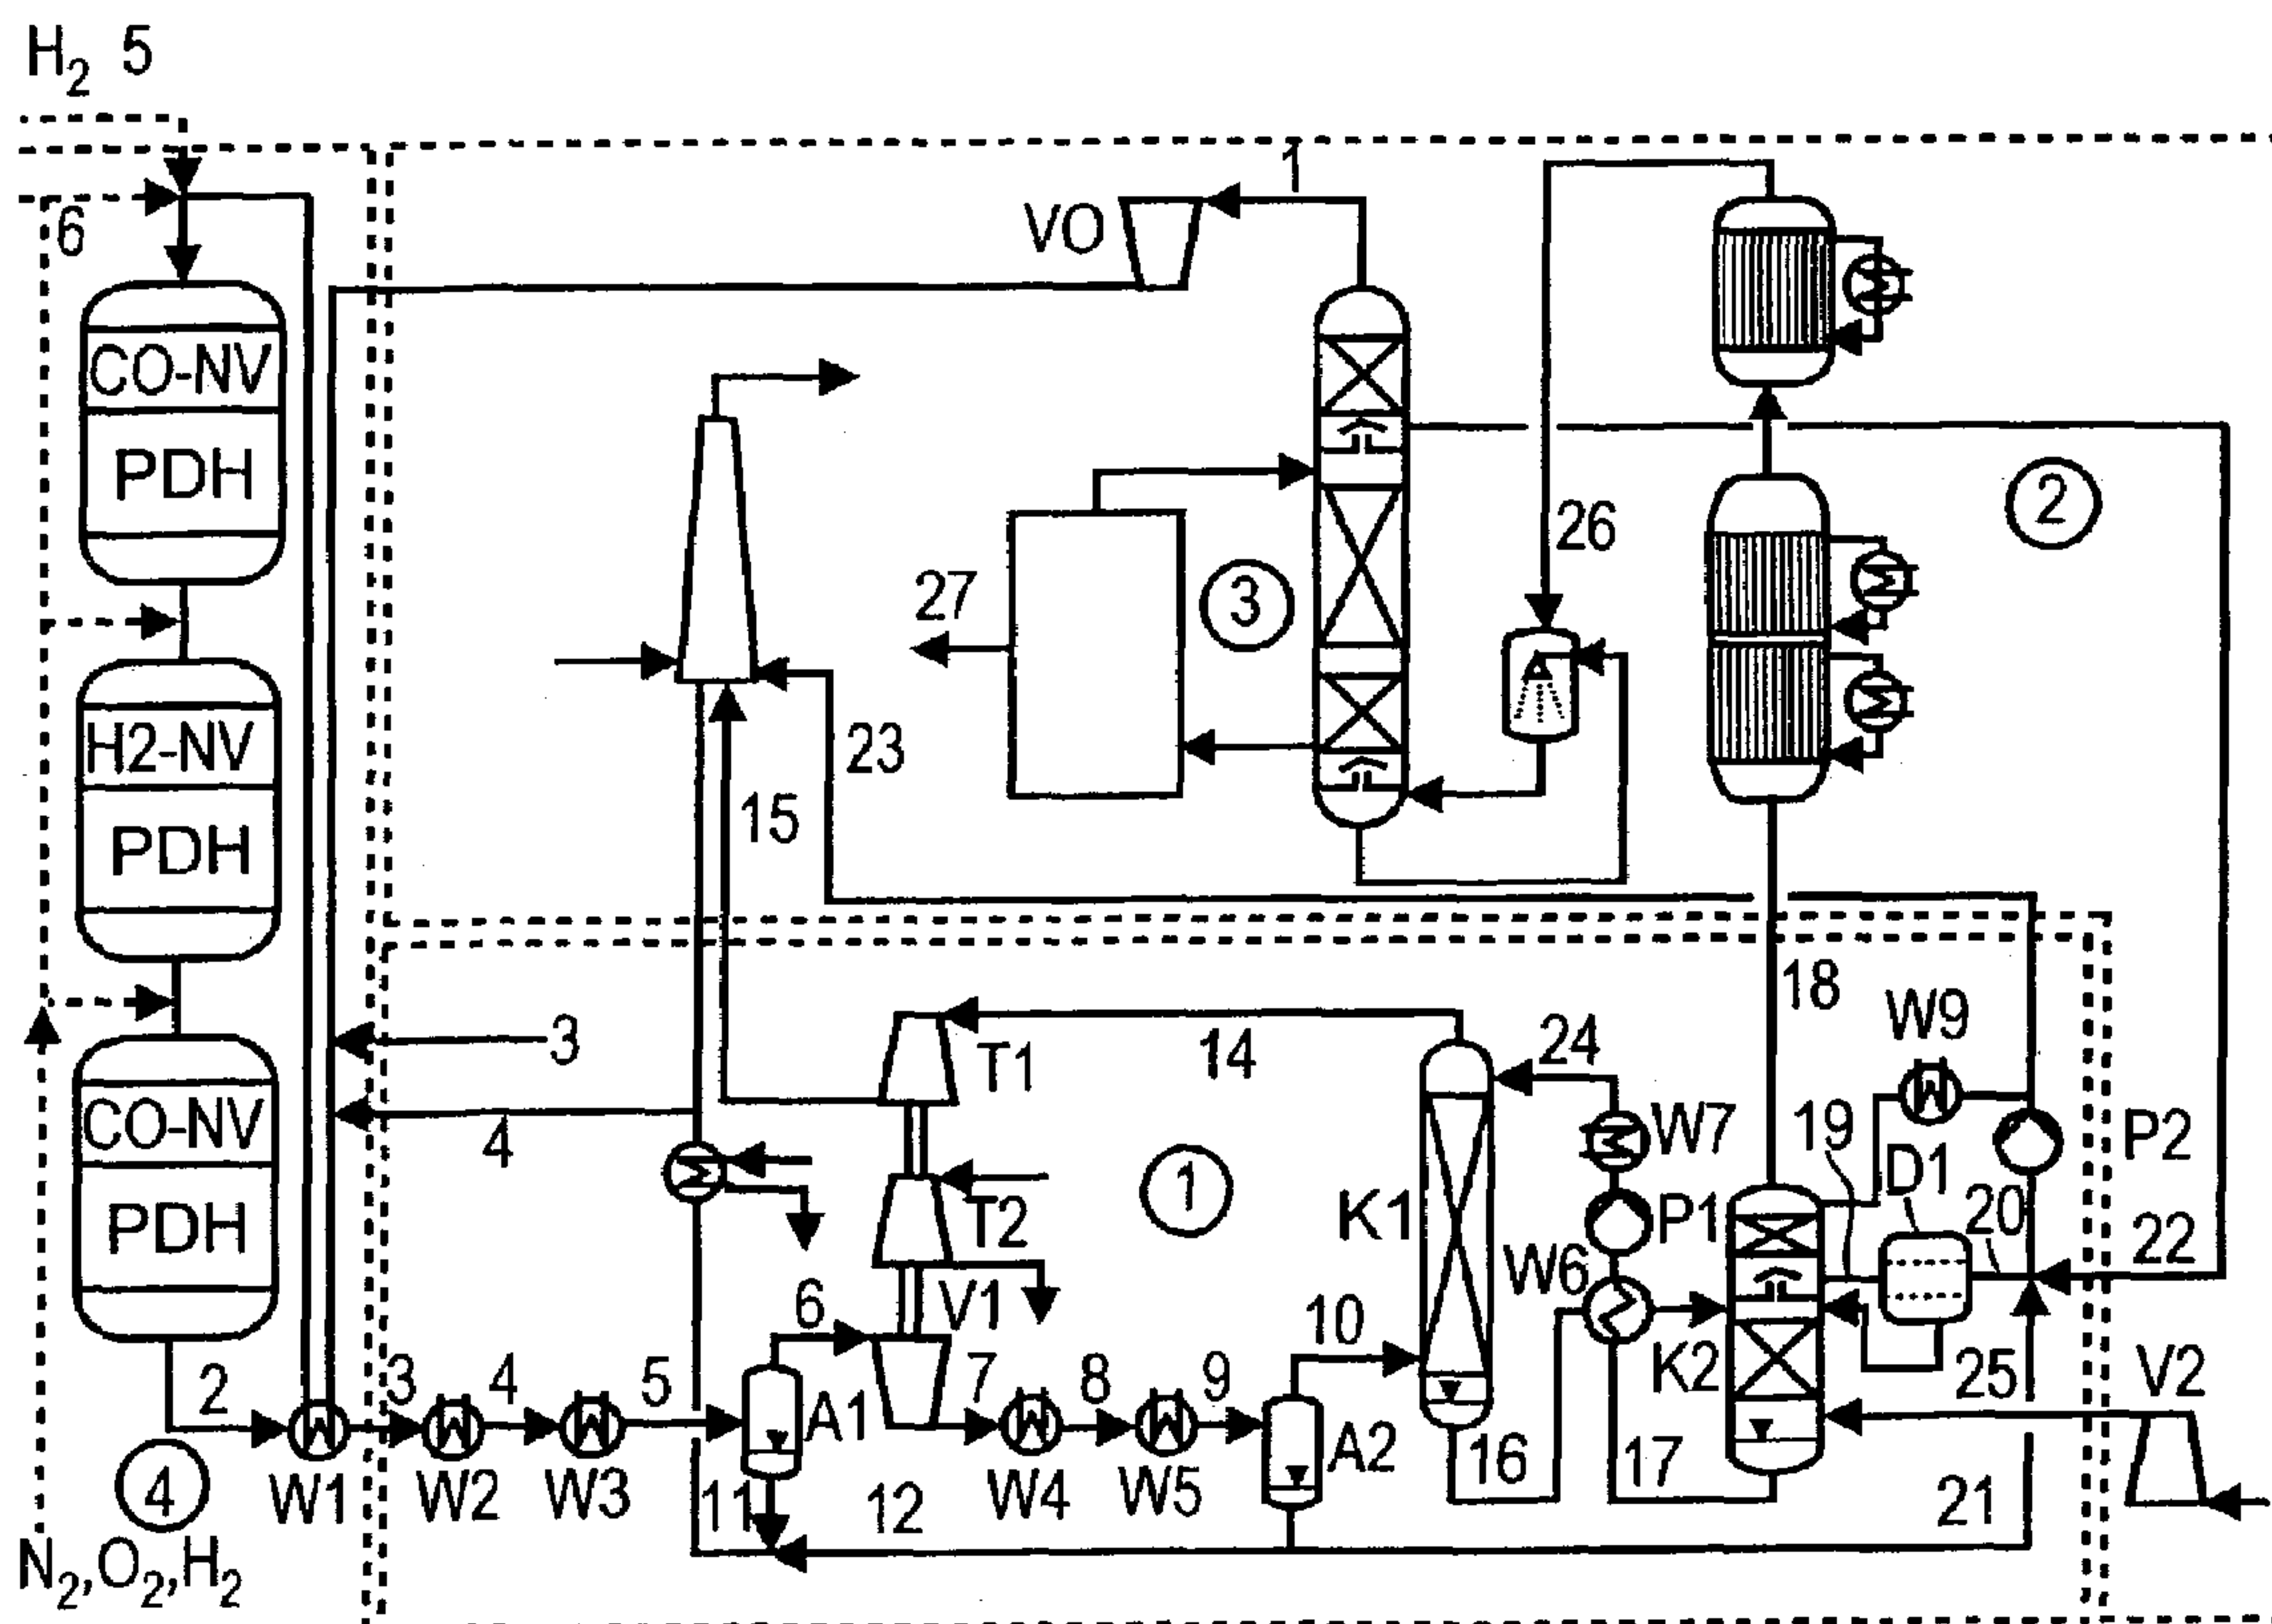 H2 5
1
6
VO
CO-NV
PDH
2
26
27
3
H2-NV
PDH
23
15
18
W9
3
T1
14
24
CO-NV
PDH
4
W7
19
P2
D1
1
K1
P1
T2
20
22
W6
6
V1
10
K2
25
V2
2
3
4
5
A1
7
8
9
A2
16
17
4
W1
W2
W3
11
12
W4
W5
21
N2,O2,H2